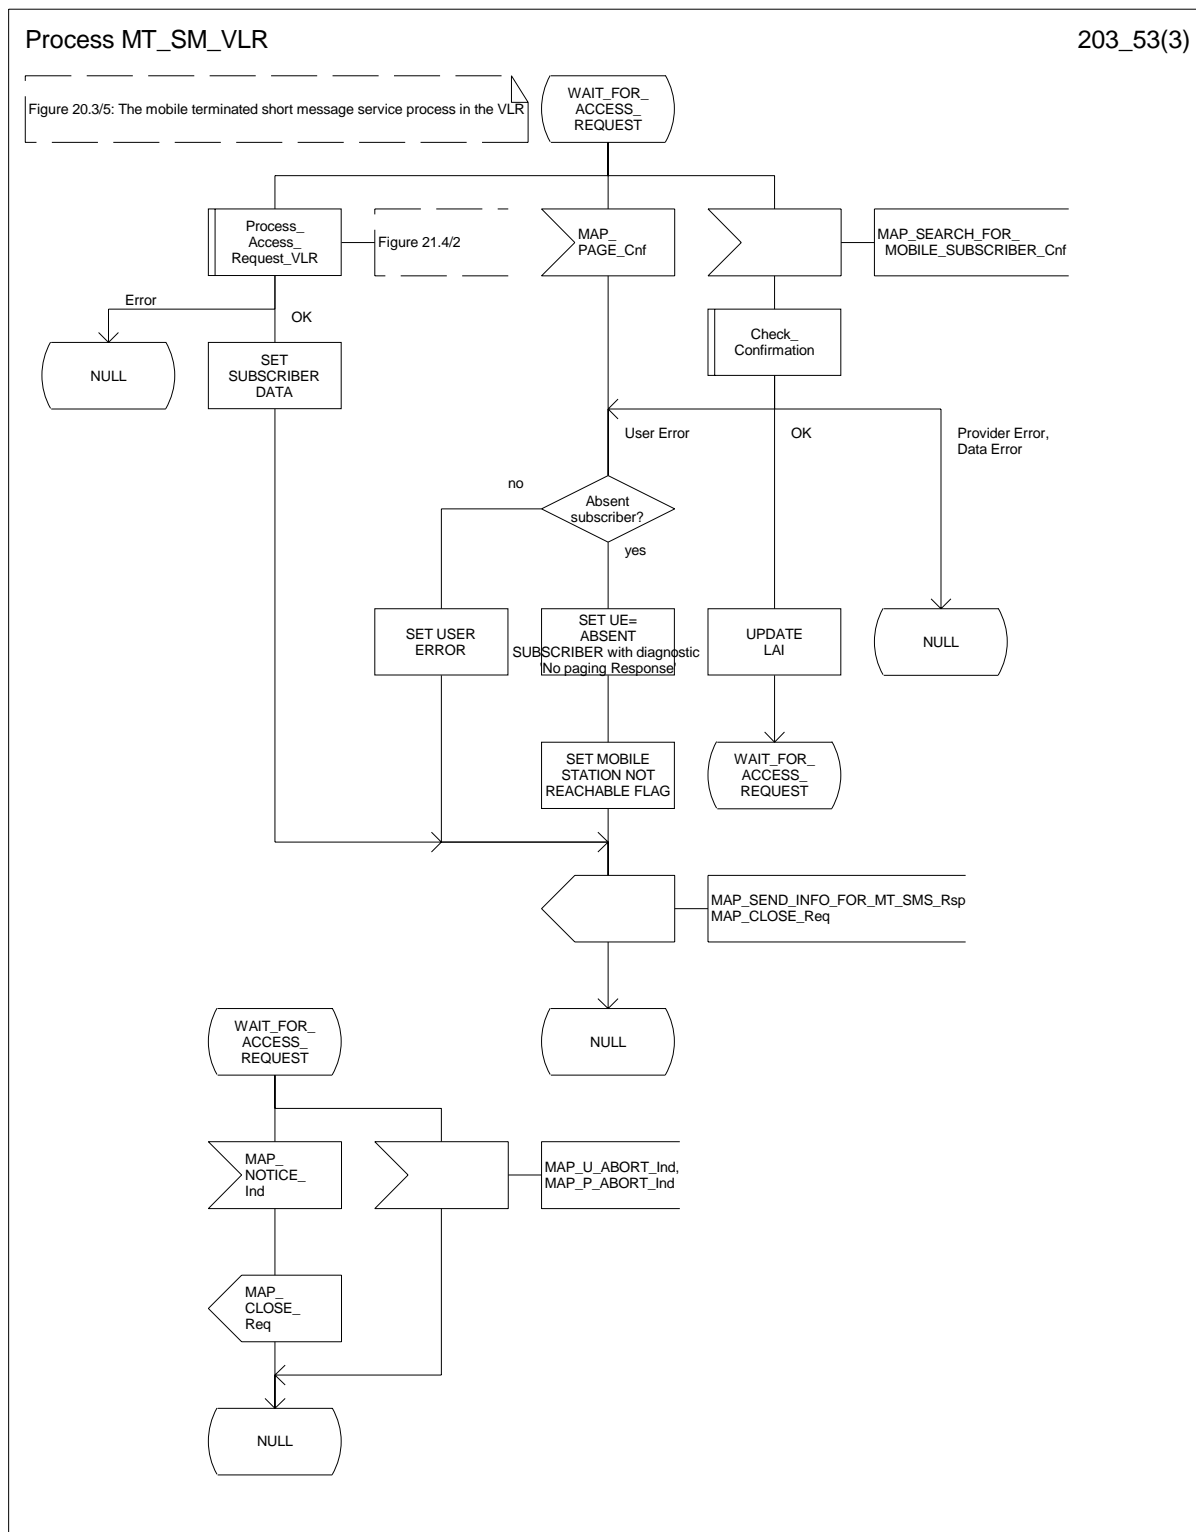 Process MT_SM_VLR
203_53(3)
Figure 20.3/5: The mobile terminated short message service process in the VLR
WAIT_FOR_
ACCESS_
REQUEST
Process_
Access_
Request_VLR
Figure 21.4/2
MAP_
PAGE_Cnf
MAP_SEARCH_FOR_
MOBILE_SUBSCRIBER_Cnf
Error
OK
Check_
Confirmation
NULL
SET
SUBSCRIBER
DATA
User Error
OK
Provider Error,
Data Error
no
Absent
subscriber?
yes
SET USER
ERROR
SET UE=
ABSENT
SUBSCRIBER with diagnostic
'No paging Response'
UPDATE
LAI
NULL
SET MOBILE
STATION NOT
REACHABLE FLAG
WAIT_FOR_
ACCESS_
REQUEST
MAP_SEND_INFO_FOR_MT_SMS_Rsp
MAP_CLOSE_Req
WAIT_FOR_
ACCESS_
REQUEST
NULL
MAP_
NOTICE_
Ind
MAP_U_ABORT_Ind,
MAP_P_ABORT_Ind
MAP_
CLOSE_
Req
NULL